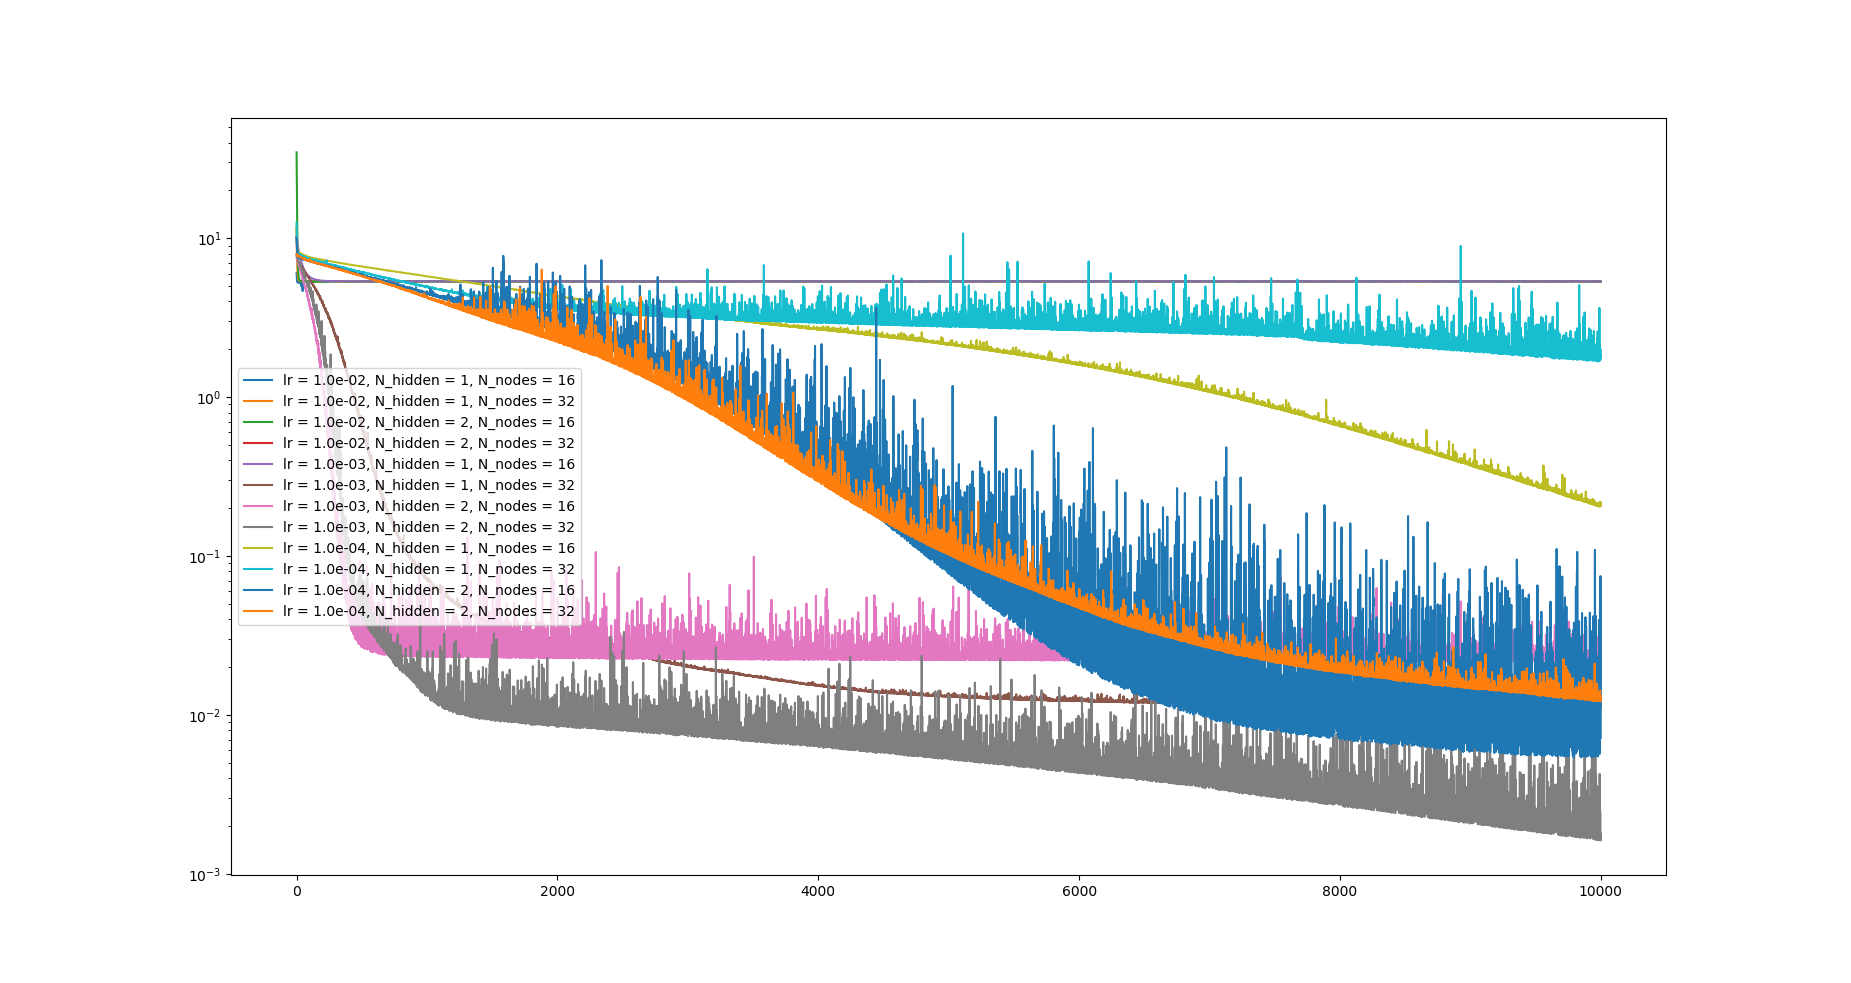 10¹
10⁰
10⁻¹
10⁻²
10⁻³
lr = 1.0e-02, N_hidden = 1, N_nodes = 16
lr = 1.0e-02, N_hidden = 1, N_nodes = 32
lr = 1.0e-02, N_hidden = 2, N_nodes = 16
lr = 1.0e-02, N_hidden = 2, N_nodes = 32
lr = 1.0e-03, N_hidden = 1, N_nodes = 16
lr = 1.0e-03, N_hidden = 1, N_nodes = 32
lr = 1.0e-03, N_hidden = 2, N_nodes = 16
lr = 1.0e-03, N_hidden = 2, N_nodes = 32
lr = 1.0e-04, N_hidden = 1, N_nodes = 16
lr = 1.0e-04, N_hidden = 1, N_nodes = 32
lr = 1.0e-04, N_hidden = 2, N_nodes = 16
lr = 1.0e-04, N_hidden = 2, N_nodes = 32
0 2000 4000 6000 8000 10000